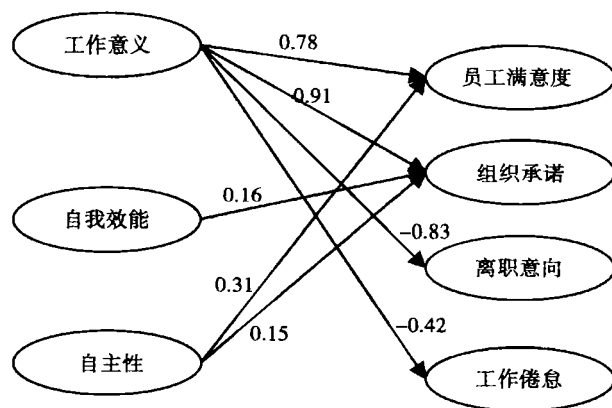 工作意义
0.78
员工满意度
0.91
组织承诺
自我效能
0.16
-0.83
离职意向
0.31
0.15
-0.42
自主性
工作倦怠